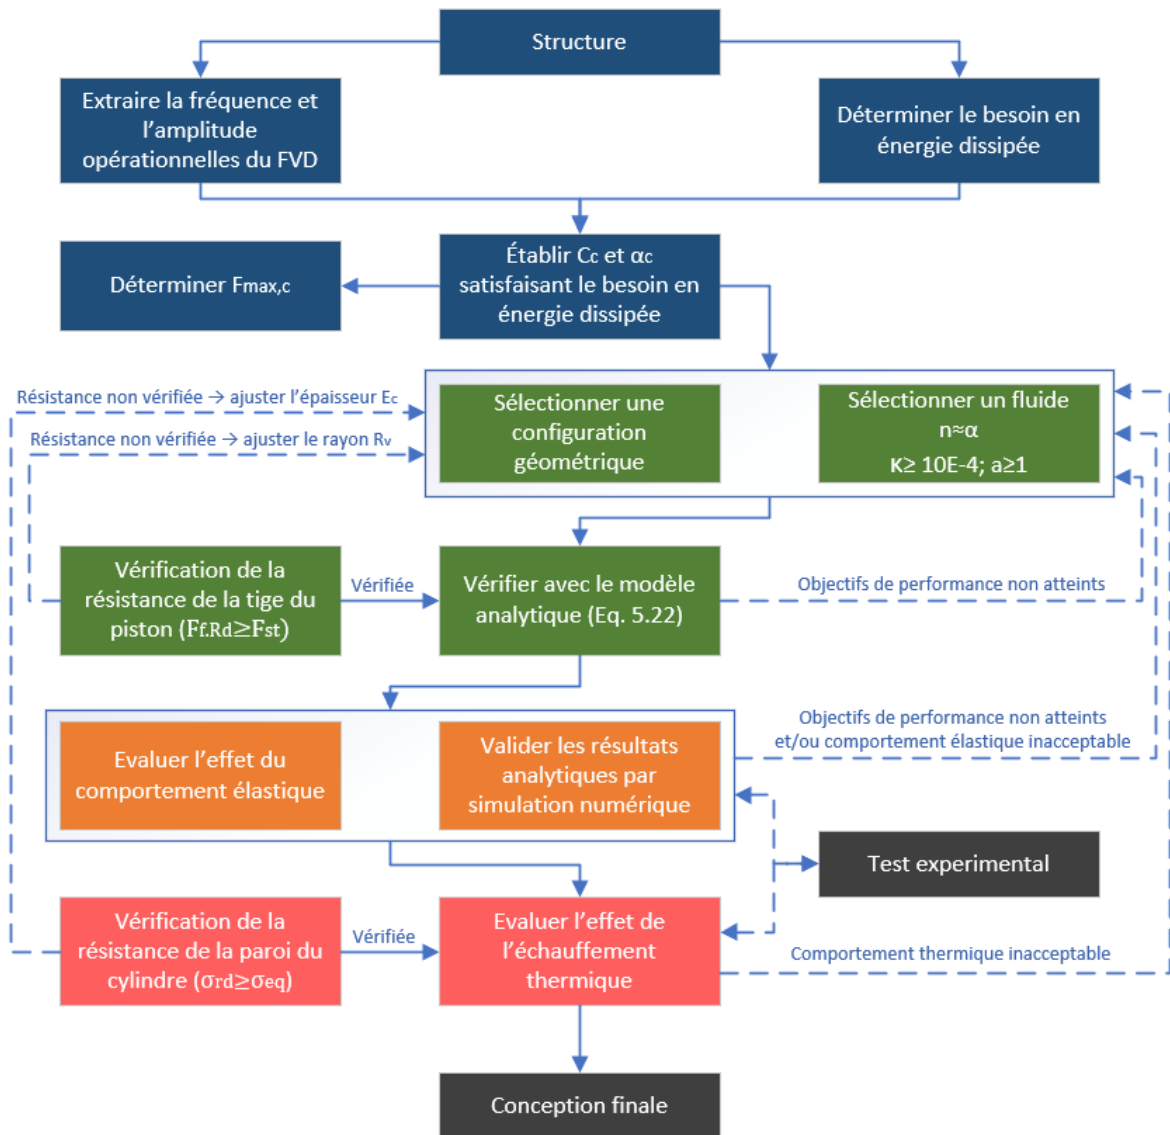 Structure
Extraire la fréquence et
l’amplitude
opérationnelles du FVD
Déterminer le besoin en
énergie dissipée
Déterminer Fmax,c
Établir Cc et αc
satisfaisant le besoin en
énergie dissipée
Résistance non vérifiée → ajuster l’épaisseur Ec
Résistance non vérifiée → ajuster le rayon Rv
Sélectionner une
configuration
géométrique
Sélectionner un fluide
n≈α
κ≥ 10E-4; a≥1
Vérification de la
résistance de la tige du
piston (Ff.Rd≥Fst)
Vérifiée
Vérifier avec le modèle
analytique (Eq. 5.22)
Objectifs de performance non atteints
Evaluer l’effet du
comportement élastique
Valider les résultats
analytiques par
simulation numérique
Objectifs de performance non atteints
et/ou comportement élastique inacceptable
Test experimental
Vérification de la
résistance de la paroi du
cylindre (σrd≥σeq)
Vérifiée
Evaluer l’effet de
l’échauffement
thermique
Comportement thermique inacceptable
Conception finale